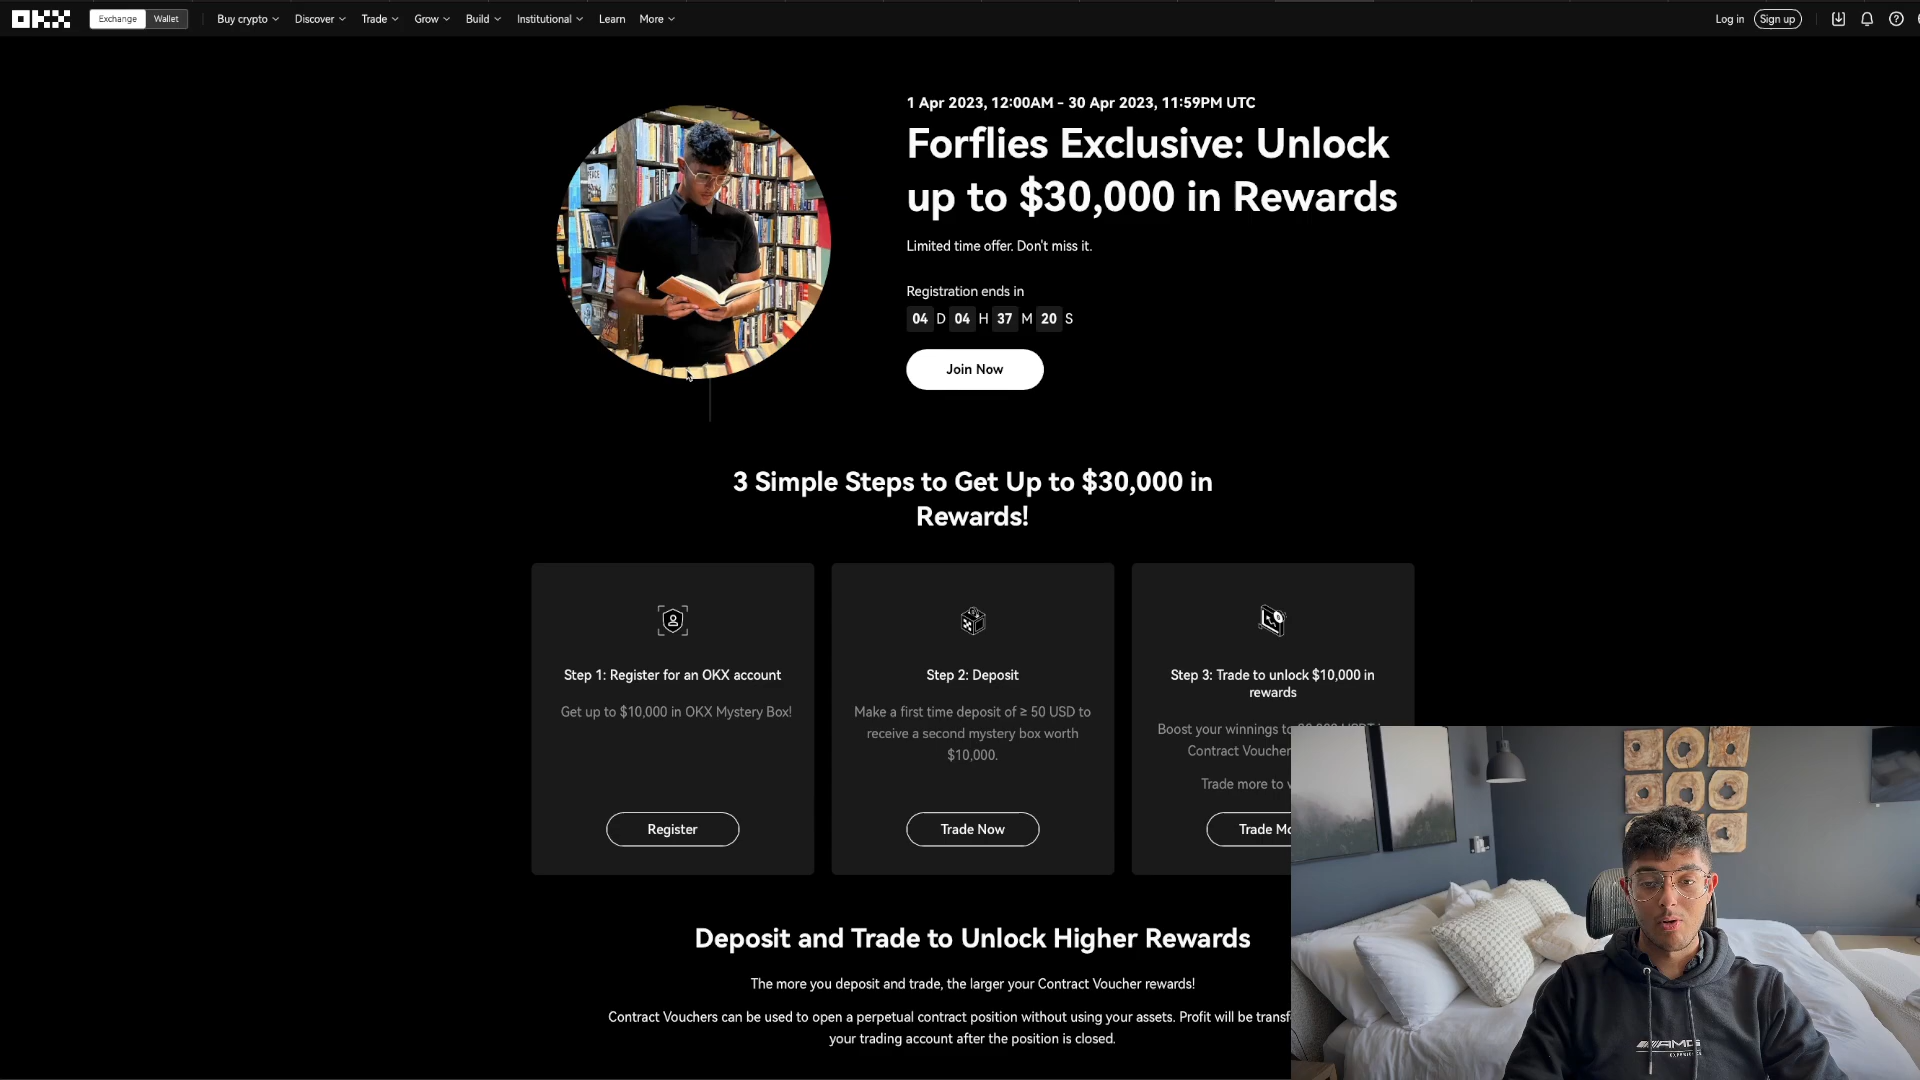 OKX
Exchange
Wallet
Buy crypto
Discover
Trade
Grow
Build
Institutional
Learn
More
Log in
Sign up
1 Apr 2023, 12:00AM - 30 Apr 2023, 11:59PM UTC
Forflies Exclusive: Unlock
up to $30,000 in Rewards
Limited time offer. Don't miss it.
Registration ends in
04 D 04 H 37 M 20 S
Join Now
3 Simple Steps to Get Up to $30,000 in
Rewards!
Step 1: Register for an OKX account
Get up to $10,000 in OKX Mystery Box!
Register
Step 2: Deposit
Make a first time deposit of ≥ 50 USD to
receive a second mystery box worth
$10,000.
Trade Now
Step 3: Trade to unlock $10,000 in
rewards
Boost your winnings to
Contract Voucher
Trade more to
Trade
Deposit and Trade to Unlock Higher Rewards
The more you deposit and trade, the larger your Contract Voucher rewards!
Contract Vouchers can be used to open a perpetual contract position without using your assets. Profit will be
your trading account after the position is closed.
AMG